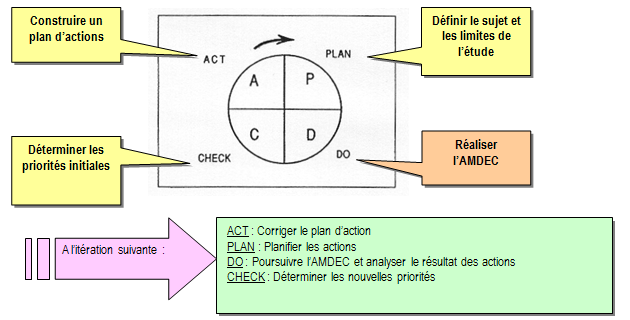 Construire un
plan d'actions
Définir le sujet et
les limites de
l'étude
ACT
PLAN
A
P
C
D
CHECK
DO
Déterminer les
priorités initiales
Réaliser
l'AMDEC
A l'itération suivante :
ACT : Corriger le plan d'action
PLAN : Planifier les actions
DO : Poursuivre l'AMDEC et analyser le résultat des actions
CHECK : Déterminer les nouvelles priorités